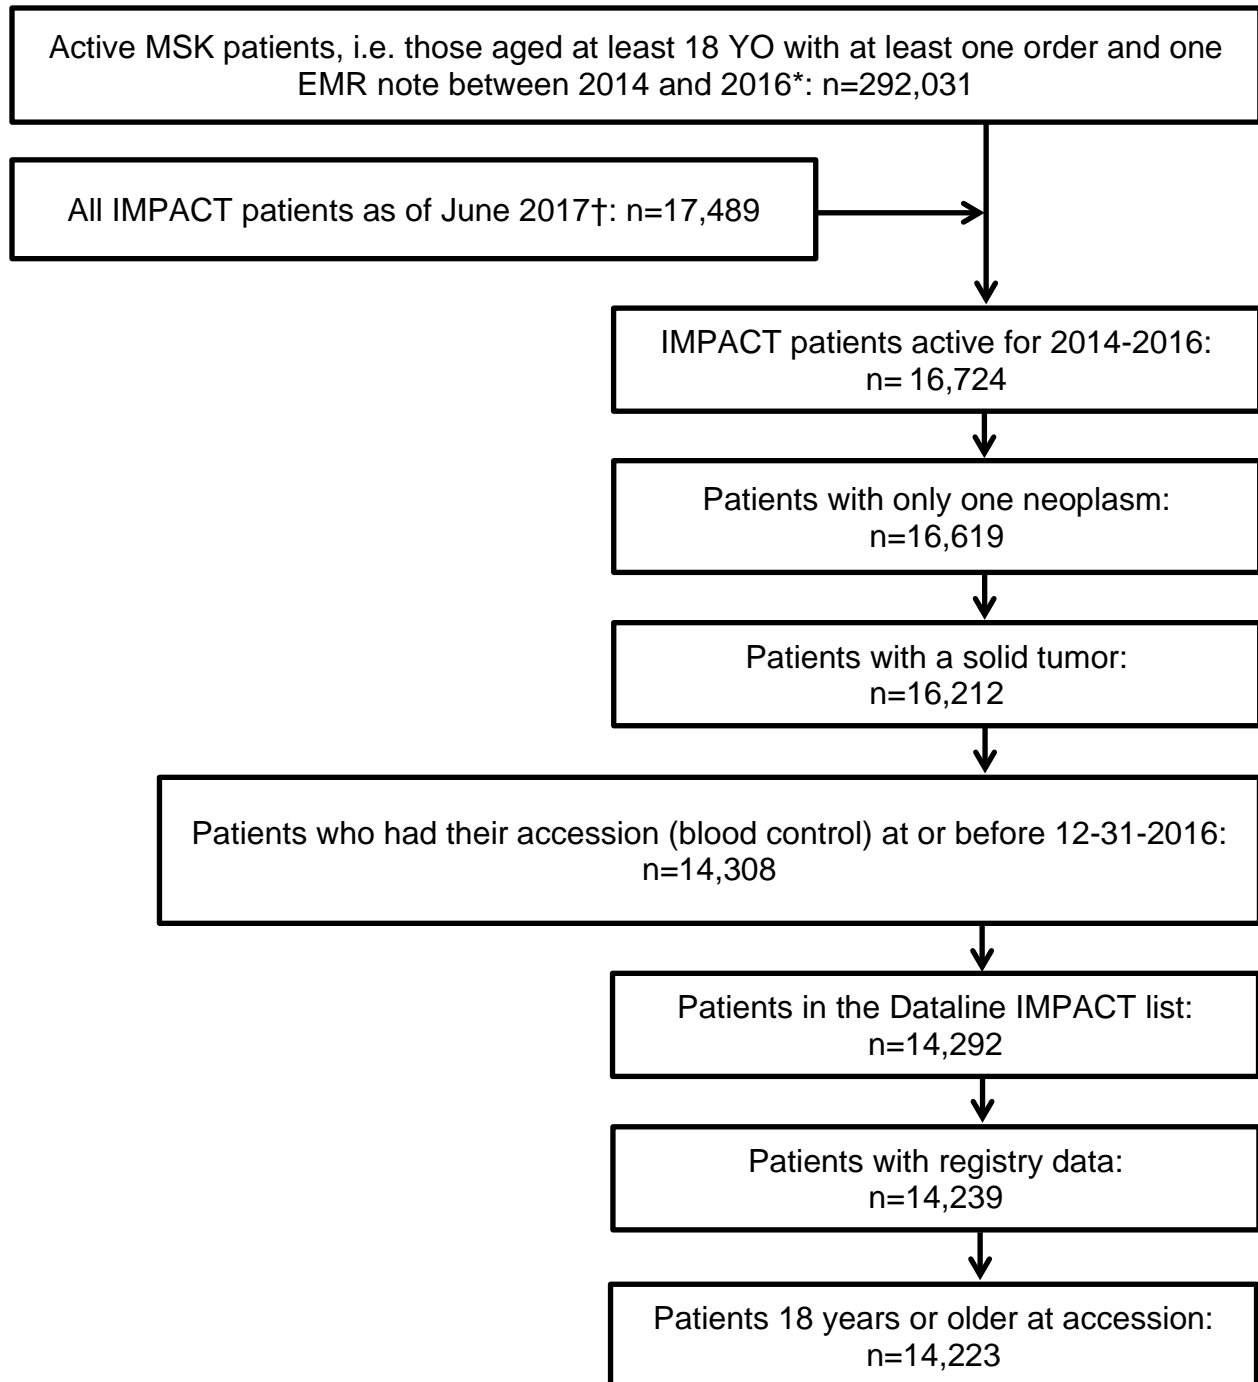 Active MSK patients, i.e. those aged at least 18 YO with at least one order and one
EMR note between 2014 and 2016*: n=292,031
All IMPACT patients as of June 2017†: n=17,489
IMPACT patients active for 2014-2016:
n= 16,724
Patients with only one neoplasm:
n=16,619
Patients with a solid tumor:
n=16,212
Patients who had their accession (blood control) at or before 12-31-2016:
n=14,308
Patients in the Dataline IMPACT list:
n=14,292
Patients with registry data:
n=14,239
Patients 18 years or older at accession:
n=14,223